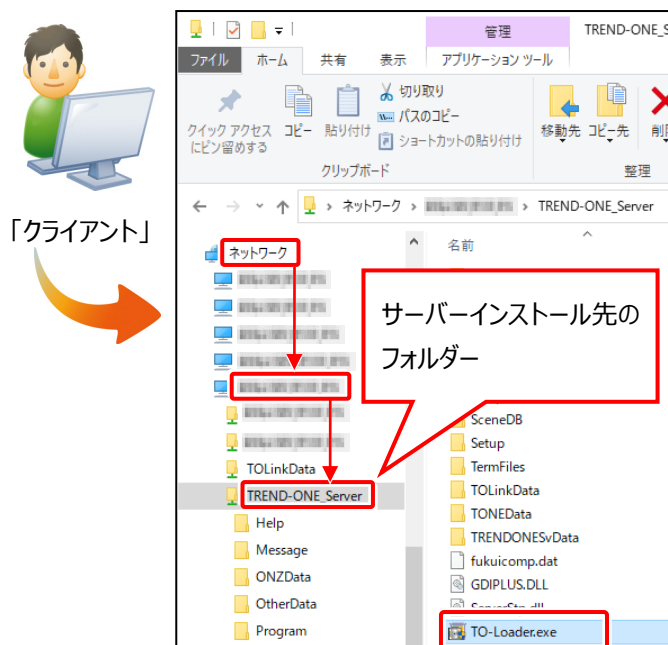 管理
TREND-ONE_S
ファイル
ホーム
共有
表示
アプリケーション ツール
クイック アクセス
にピン留めする
コピー
貼り付け
切り取り
パスのコピー
ショートカットの貼り付け
移動先
コピー先
クリップボード
整理
ネットワーク
TREND-ONE_Server
「クライアント」
ネットワーク
名前
サーバーインストール先の
フォルダー
TOLinkData
TREND-ONE_Server
Help
Message
ONZData
OtherData
Program
SceneDB
Setup
TermFiles
TOLinkData
TONEData
TRENDONESvData
fukuicomp.dat
GDIPLUS.DLL
TO-Loader.exe